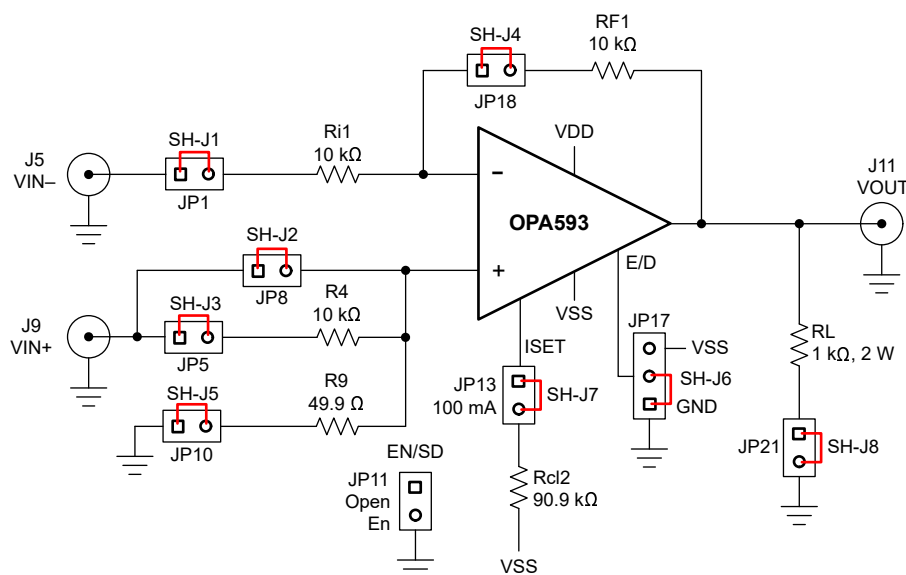 RF1
10 kΩ
SH-J4
JP18
VDD
J5
VIN–
SH-J1
JP1
Ri1
10 kΩ
−
OPA593
+
J11
VOUT
SH-J2
JP8
E/D
VSS
J9
VIN+
SH-J3
JP5
R4
10 kΩ
ISET
JP17
VSS
SH-J6
GND
RL
1 kΩ, 2 W
JP13
100 mA
SH-J7
SH-J5
JP10
R9
49.9 Ω
EN/SD
JP11
Open
En
Rcl2
90.9 kΩ
VSS
JP21
SH-J8